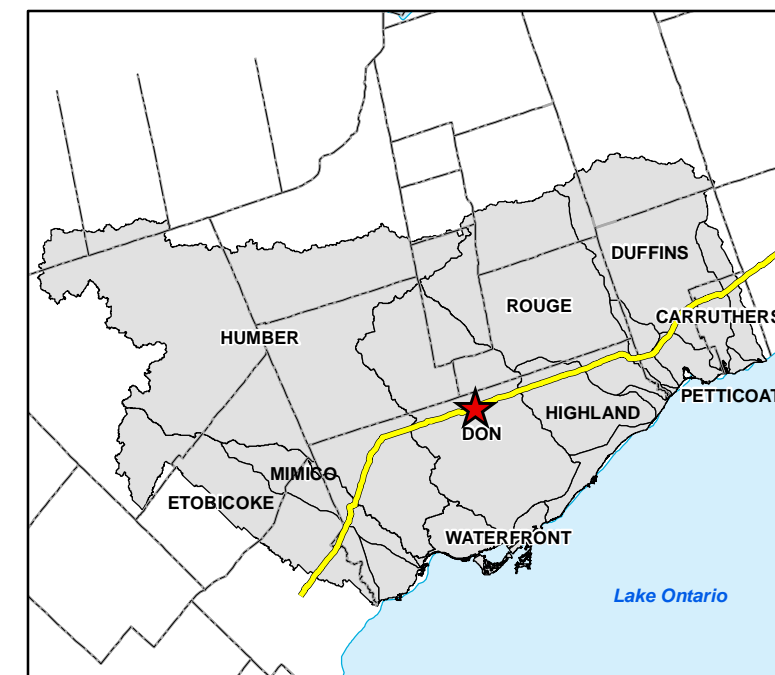 DUFFINS
ROUGE
CARRUTHERS
HUMBER
PETTICOAT
HIGHLAND
DON
MIMICO
ETOBICOKE
WATERFRONT
Lake Ontario